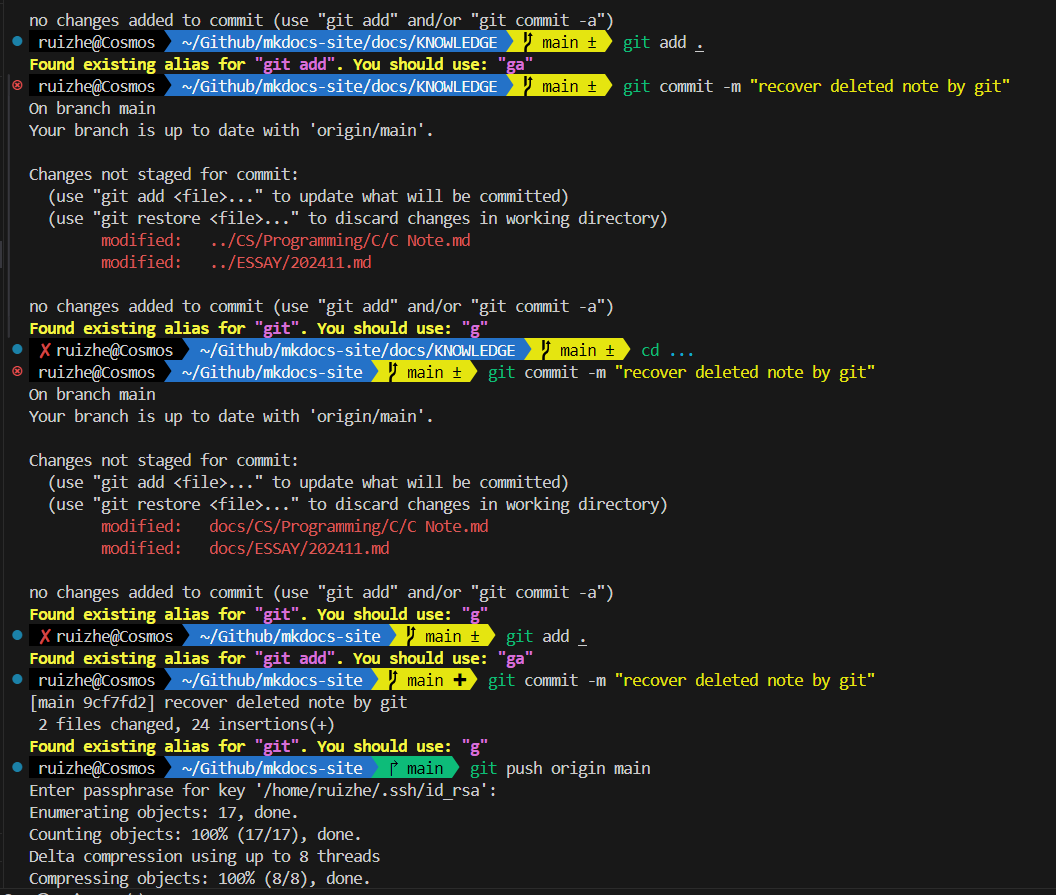 no changes added to commit (use "git add" and/or "git commit -a")
ruizhe@Cosmos ~/Github/mkdocs-site/docs/KNOWLEDGE main ± git add .
Found existing alias for "git add". You should use: "ga"
ruizhe@Cosmos ~/Github/mkdocs-site/docs/KNOWLEDGE main ± git commit -m "recover deleted note by git"
On branch main
Your branch is up to date with 'origin/main'.
Changes not staged for commit:
(use "git add <file>..." to update what will be committed)
(use "git restore <file>..." to discard changes in working directory)
modified: ../CS/Programming/C/C Note.md
modified: ../ESSAY/202411.md
no changes added to commit (use "git add" and/or "git commit -a")
Found existing alias for "git". You should use: "g"
✗ ruizhe@Cosmos ~/Github/mkdocs-site/docs/KNOWLEDGE main ± cd ...
ruizhe@Cosmos ~/Github/mkdocs-site main ± git commit -m "recover deleted note by git"
On branch main
Your branch is up to date with 'origin/main'.
Changes not staged for commit:
(use "git add <file>..." to update what will be committed)
(use "git restore <file>..." to discard changes in working directory)
modified: docs/CS/Programming/C/C Note.md
modified: docs/ESSAY/202411.md
no changes added to commit (use "git add" and/or "git commit -a")
Found existing alias for "git". You should use: "g"
✗ ruizhe@Cosmos ~/Github/mkdocs-site main ± git add .
Found existing alias for "git add". You should use: "ga"
ruizhe@Cosmos ~/Github/mkdocs-site main ✚ git commit -m "recover deleted note by git"
[main 9cf7fd2] recover deleted note by git
2 files changed, 24 insertions(+)
Found existing alias for "git". You should use: "g"
ruizhe@Cosmos ~/Github/mkdocs-site main git push origin main
Enter passphrase for key '/home/ruizhe/.ssh/id_rsa':
Enumerating objects: 17, done.
Counting objects: 100% (17/17), done.
Delta compression using up to 8 threads
Compressing objects: 100% (8/8), done.